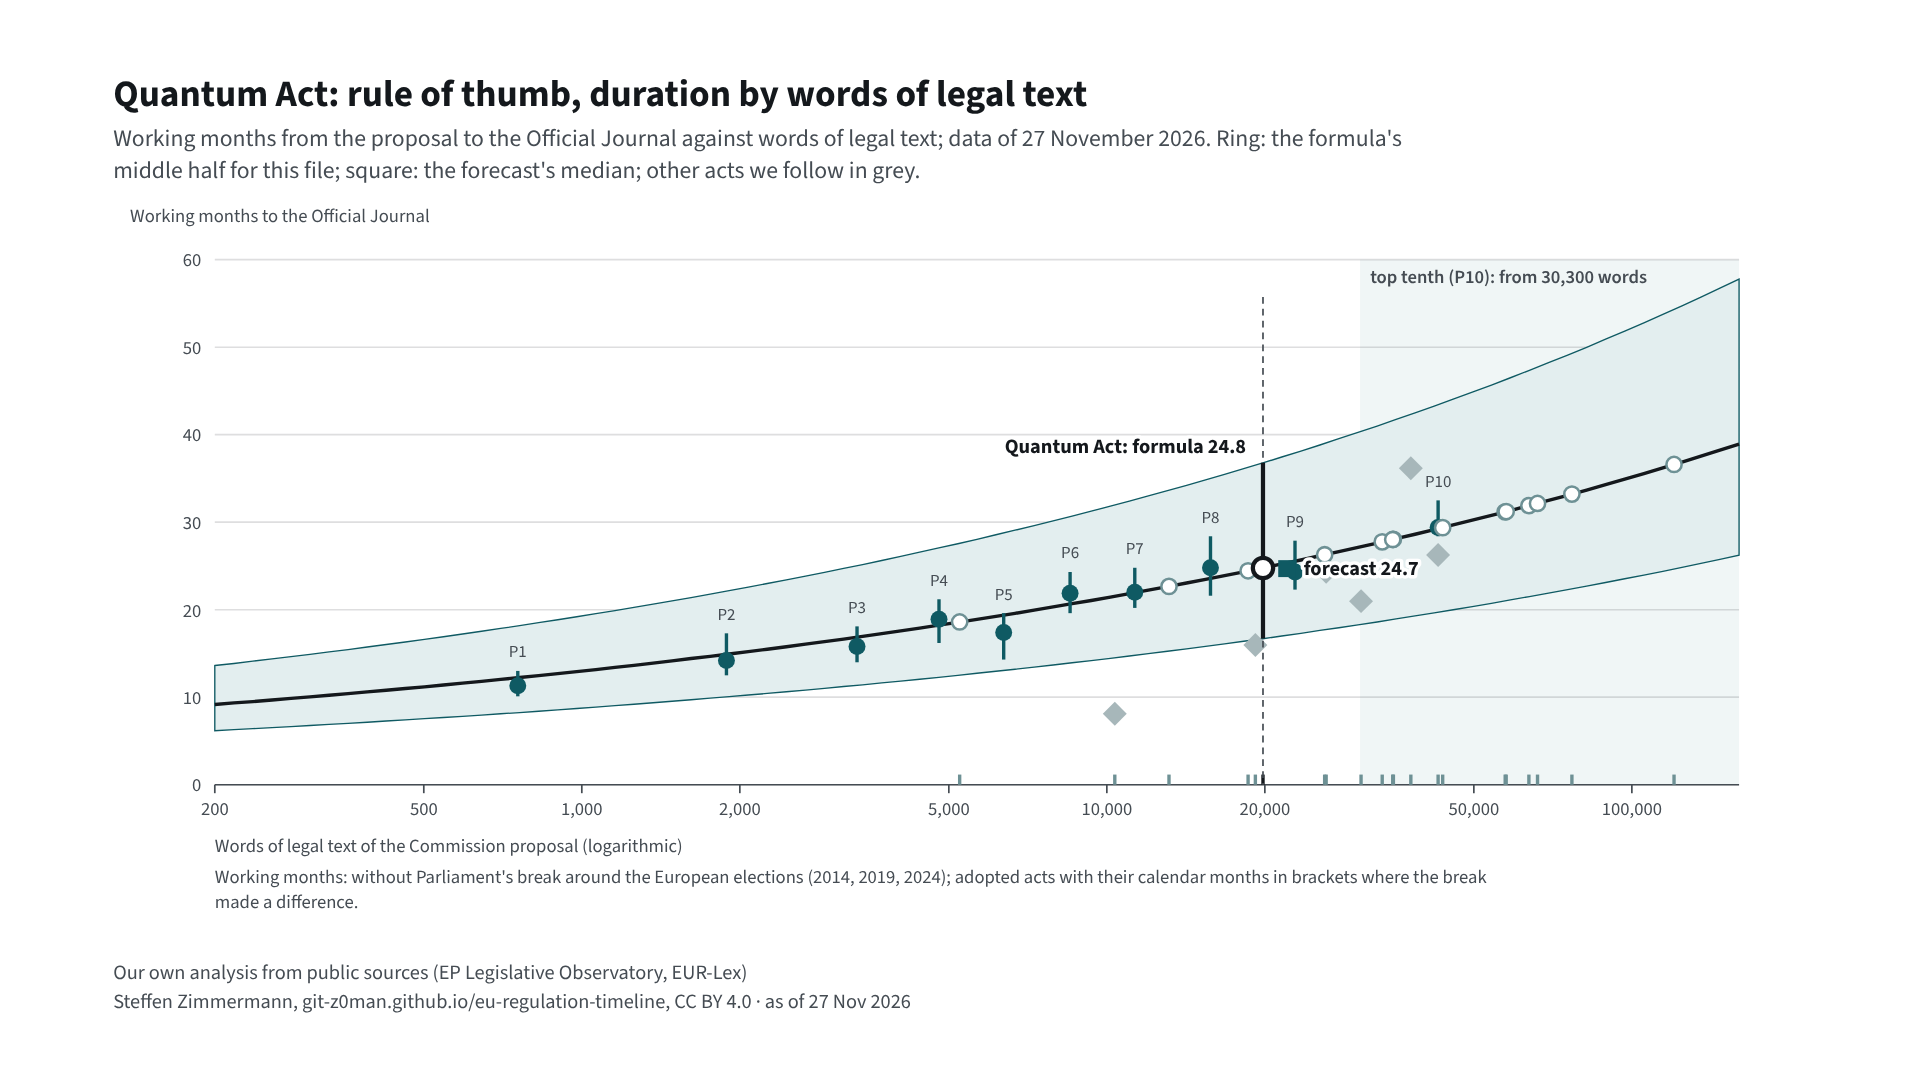 Quantum Act: rule of thumb, duration by words of legal text
Working months from the proposal to the Official Journal against words of legal text; data of 27 November 2026. Ring: the formula's
middle half for this file; square: the forecast's median; other acts we follow in grey.
Working months to the Official Journal
60
top tenth (P10): from 30,300 words
50
40
Quantum Act: formula 24.8
P10
30
P8
P9
P6
P7
forecast 24.7
P4
P5
20
P2
P3
P1
10
0
200
500
1,000
2,000
5,000
10,000
20,000
50,000
100,000
Words of legal text of the Commission proposal (logarithmic)
Working months: without Parliament's break around the European elections (2014, 2019, 2024); adopted acts with their calendar months in brackets where the break
made a difference.
Our own analysis from public sources (EP Legislative Observatory, EUR-Lex)
Steffen Zimmermann, git-z0man.github.io/eu-regulation-timeline, CC BY 4.0 · as of 27 Nov 2026